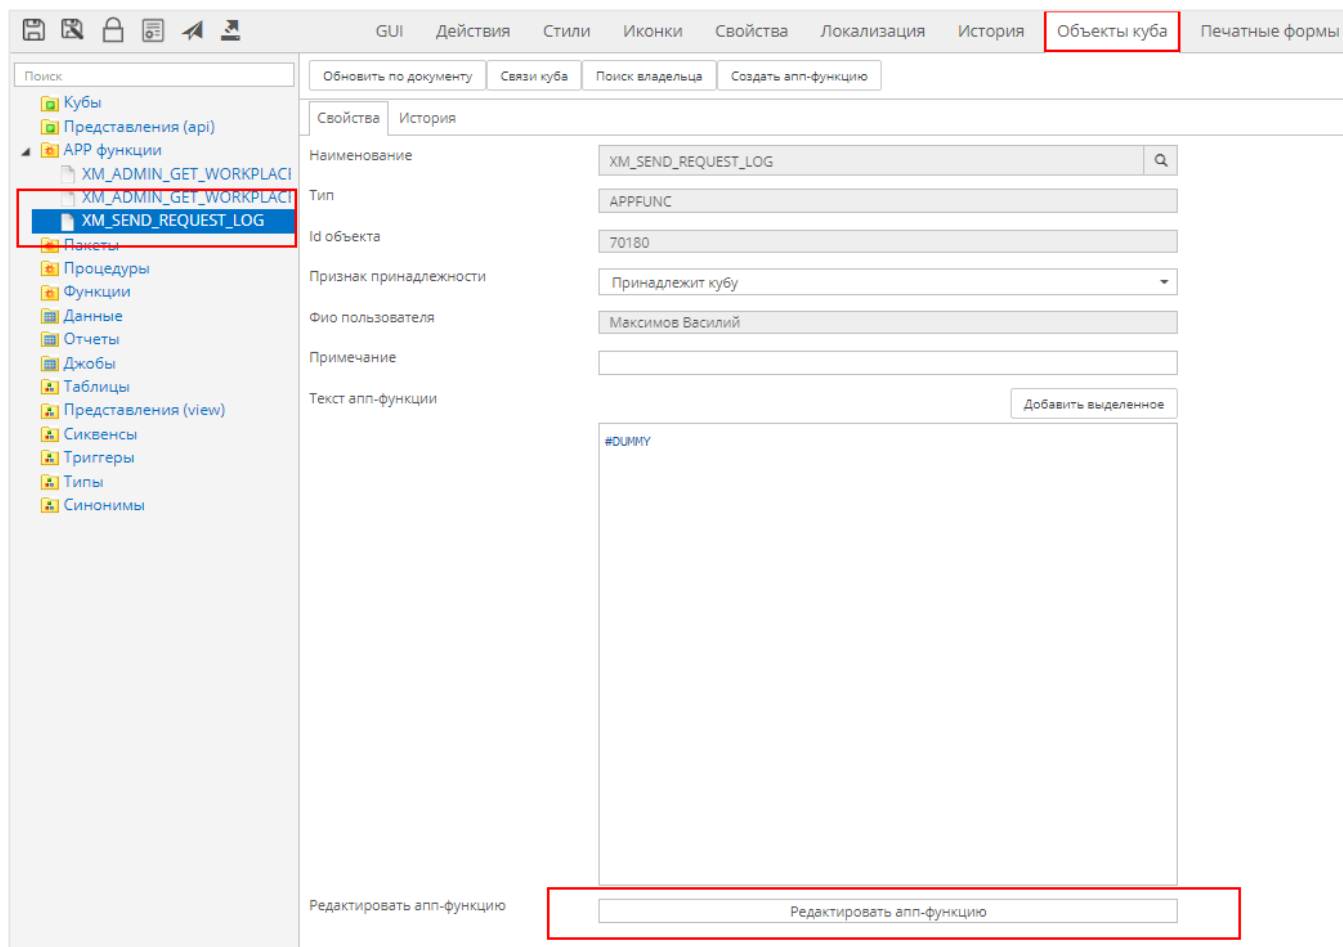 GUI Действия Стили Иконки Свойства Локализация История Объекты куба Печатные формы
Поиск
Кубы
Представления (api)
APP функции
XM_ADMIN_GET_WORKPLACE
XM_ADMIN_GET_WORKPLACE
XM_SEND_REQUEST_LOG
Пакеты
Процедуры
Функции
Данные
Отчеты
Джобы
Таблицы
Представления (view)
Сиквенсы
Триггеры
Типы
Синонимы
Обновить по документу Связи куба Поиск владельца Создать апп-функцию
Свойства История
Наименование XM_SEND_REQUEST_LOG
Тип APPFUNC
Id объекта 70180
Признак принадлежности Принадлежит кубу
Фио пользователя Максимов Василий
Примечание
Текст апп-функции Добавить выделенное
#DUMMY
Редактировать апп-функцию Редактировать апп-функцию